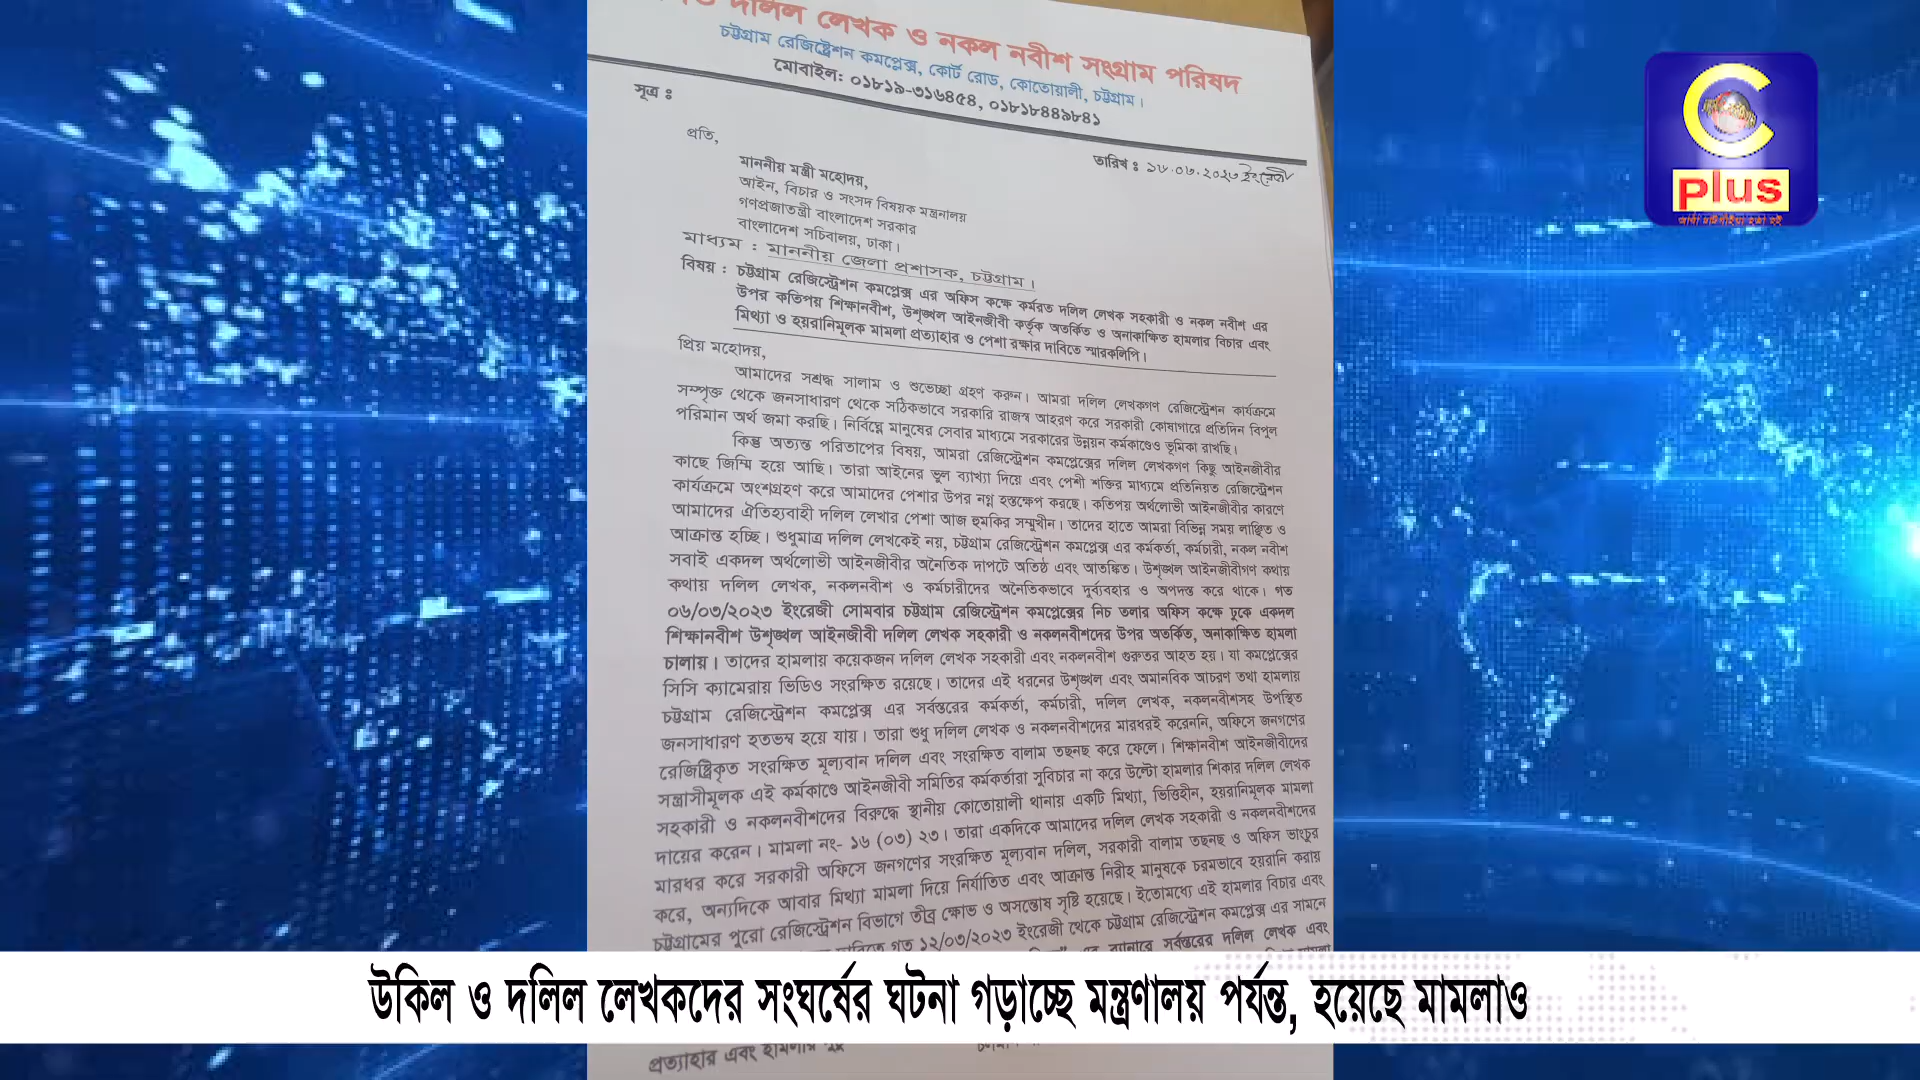 দলিল লেখক ও নকল নবীশ সংগ্রাম পরিষদ
চট্টগ্রাম রেজিষ্ট্রেশন কমপ্লেক্স, কোর্ট রোড, কোতোয়ালী, চট্টগ্রাম।
মোবাইল: ০১৮১৯-৩১৬৪৫৪, ০১৮১৮৪৪৯৮৪১
সূত্র ঃ
তারিখ ঃ
প্রতি,
মাননীয় মন্ত্রী মহোদয়,
আইন, বিচার ও সংসদ বিষয়ক মন্ত্রনালয়
গণপ্রজাতন্ত্রী বাংলাদেশ সরকার
বাংলাদেশ সচিবালয়, ঢাকা।
মাধ্যম : মাননীয় জেলা প্রশাসক, চট্টগ্রাম।
বিষয় : চট্টগ্রাম রেজিস্ট্রেশন কমপ্লেক্স এর অফিস কক্ষে কর্মরত দলিল লেখক সহকারী ও নকল নবীশ এর
উপর কতিপয় শিক্ষানবীশ, উশৃঙ্খল আইনজীবী কর্তৃক অতর্কিত ও অনাকাঙ্ক্ষিত হামলার বিচার এবং
মিথ্যা ও হয়রানিমূলক মামলা প্রত্যাহার ও পেশা রক্ষার দাবিতে স্মারকলিপি।
প্রিয় মহোদয়,
আমাদের সশ্রদ্ধ সালাম ও শুভেচ্ছা গ্রহণ করুন। আমরা দলিল লেখকগণ রেজিস্ট্রেশন কার্যক্রমে
সম্পৃক্ত থেকে জনসাধারণ থেকে সঠিকভাবে সরকারি রাজস্ব আহরণ করে সরকারী কোষাগারে প্রতিদিন বিপুল
পরিমান অর্থ জমা করছি। নির্বিঘ্নে মানুষের সেবার মাধ্যমে সরকারের উন্নয়ন কর্মকাণ্ডেও ভূমিকা রাখছি।
কিন্তু অত্যন্ত পরিতাপের বিষয়, আমরা রেজিস্ট্রেশন কমপ্লেক্সের দলিল লেখকগণ কিছু আইনজীবীর
কাছে জিম্মি হয়ে আছি। তারা আইনের ভুল ব্যাখ্যা দিয়ে এবং পেশী শক্তির মাধ্যমে প্রতিনিয়ত রেজিস্ট্রেশন
কার্যক্রমে অংশগ্রহণ করে আমাদের পেশার উপর নগ্ন হস্তক্ষেপ করছে। কতিপয় অর্থলোভী আইনজীবীর কারণে
আমাদের ঐতিহ্যবাহী দলিল লেখার পেশা আজ হুমকির সম্মুখীন। তাদের হাতে আমরা বিভিন্ন সময় লাঞ্ছিত ও
আক্রান্ত হচ্ছি। শুধুমাত্র দলিল লেখকেই নয়, চট্টগ্রাম রেজিস্ট্রেশন কমপ্লেক্স এর কর্মকর্তা, কর্মচারী, নকল নবীশ
সবাই একদল অর্থলোভী আইনজীবীর অনৈতিক দাপটে অতিষ্ঠ এবং আতঙ্কিত। উশৃঙ্খল আইনজীবীগণ কথায়
কথায় দলিল লেখক, নকলনবীশ ও কর্মচারীদের অনৈতিকভাবে দুর্ব্যবহার ও অপদস্ত করে থাকে। গত
০৬/০৩/২০২৩ ইংরেজী সোমবার চট্টগ্রাম রেজিস্ট্রেশন কমপ্লেক্সের নিচ তলার অফিস কক্ষে ঢুকে একদল
শিক্ষানবীশ উশৃঙ্খল আইনজীবী দলিল লেখক সহকারী ও নকলনবীশদের উপর অতর্কিত, অনাকাঙ্ক্ষিত হামলা
চালায়। তাদের হামলায় কয়েকজন দলিল লেখক সহকারী এবং নকলনবীশ গুরুতর আহত হয়। যা কমপ্লেক্সের
সিসি ক্যামেরায় ভিডিও সংরক্ষিত রয়েছে। তাদের এই ধরনের উশৃঙ্খল এবং অমানবিক আচরণ তথা হামলায়
চট্টগ্রাম রেজিস্ট্রেশন কমপ্লেক্স এর সর্বস্তরের কর্মকর্তা, কর্মচারী, দলিল লেখক, নকলনবীশসহ উপস্থিত
জনসাধারণ হতভম্ব হয়ে যায়। তারা শুধু দলিল লেখক ও নকলনবীশদের মারধরই করেননি, অফিসে জনগণের
রেজিষ্ট্রিকৃত সংরক্ষিত মূল্যবান দলিল এবং সংরক্ষিত বালাম তছনছ করে ফেলে। শিক্ষানবীশ আইনজীবীদের
সন্ত্রাসীমূলক এই কর্মকাণ্ডে আইনজীবী সমিতির কর্মকর্তারা সুবিচার না করে উল্টো হামলার শিকার দলিল লেখক
সহকারী ও নকলনবীশদের বিরুদ্ধে স্থানীয় কোতোয়ালী থানায় একটি মিথ্যা, ভিত্তিহীন, হয়রানিমূলক মামলা
দায়ের করেন। মামলা নং- ১৬ (০৩) ২৩। তারা একদিকে আমাদের দলিল লেখক সহকারী ও নকলনবীশদের
মারধর করে সরকারী অফিসে জনগণের সংরক্ষিত মূল্যবান দলিল, সরকারী বালাম তছনছ ও অফিস ভাংচুর
করে, অন্যদিকে আবার মিথ্যা মামলা দিয়ে নির্যাতিত এবং আক্রান্ত নিরীহ মানুষকে চরমভাবে হয়রানি করায়
চট্টগ্রামের পুরো রেজিস্ট্রেশন বিভাগে তীব্র ক্ষোভ ও অসন্তোষ সৃষ্টি হয়েছে। ইতোমধ্যে এই হামলার বিচার এবং
গত ১২/০৩/২০২৩ ইংরেজী থেকে চট্টগ্রাম রেজিস্ট্রেশন কমপ্লেক্স এর সামনে
এর ব্যানারে সর্বস্তরের দলিল লেখক এবং
উকিল ও দলিল লেখকদের সংঘর্ষের ঘটনা গড়াচ্ছে মন্ত্রণালয় পর্যন্ত, হয়েছে মামলাও
প্রত্যাহার এবং হামলার
C
plus